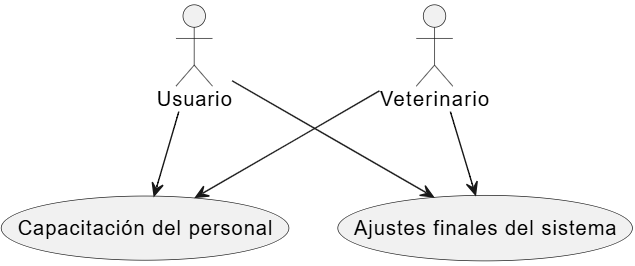 Usuario
Veterinario
Capacitación del personal
Ajustes finales del sistema